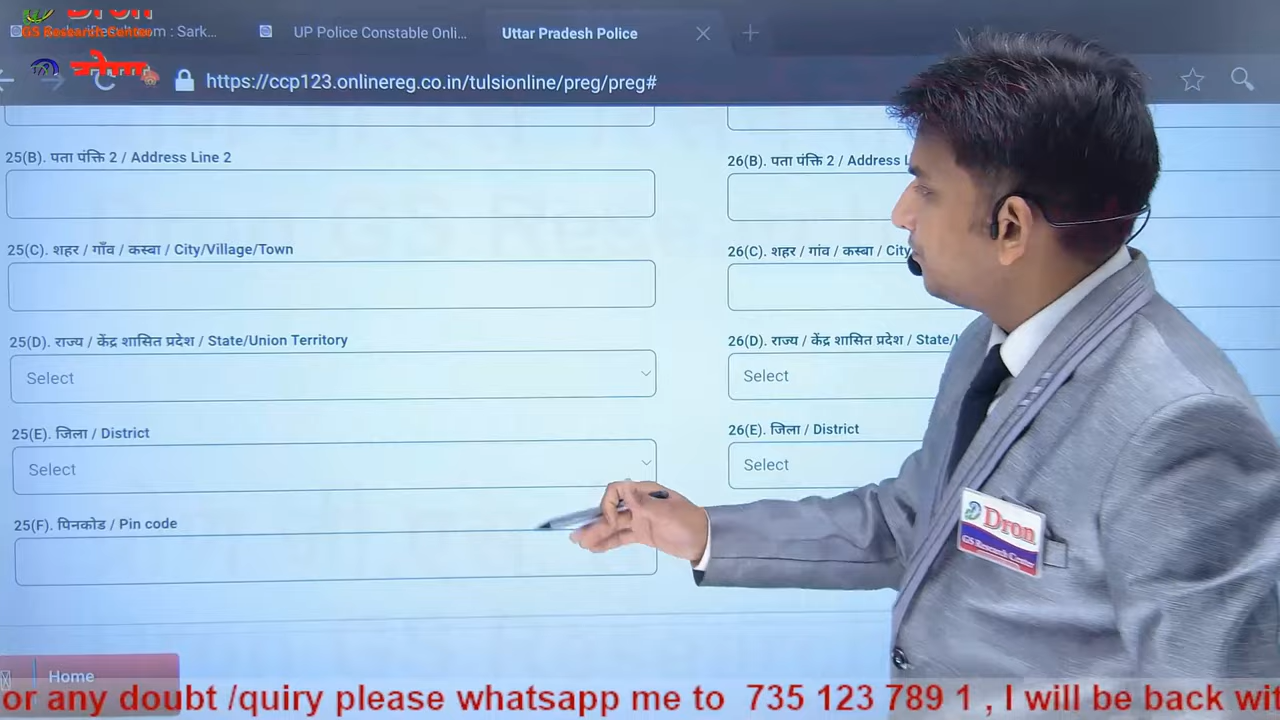 Dron
GS Research Center
UP Police Constable Onli...
Uttar Pradesh Police
https://ccp123.onlinereg.co.in/tulsionline/preg/preg#
25(B). पता पंक्ति 2 / Address Line 2
26(B). पता पंक्ति 2 / Address L
25(C). शहर / गाँव / कस्बा / City/Village/Town
26(C). शहर / गांव / कस्बा / City
25(D). राज्य / केंद्र शासित प्रदेश / State/Union Territory
26(D). राज्य / केंद्र शासित प्रदेश / State/
Select
Select
25(E). जिला / District
26(E). जिला / District
Select
Select
25(F). पिनकोड / Pin code
Dron
GS Research Center
Home
or any doubt /quiry please whatsapp me to 735 123 789 1 , I will be back wit